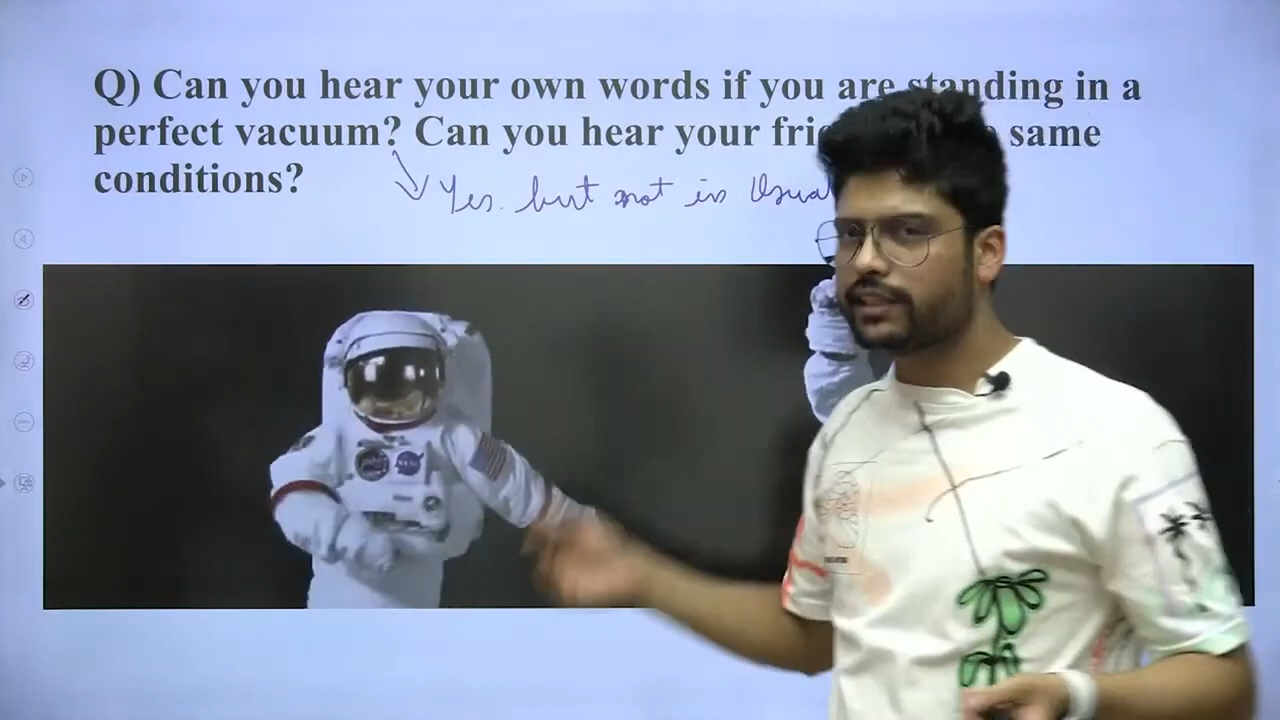 Q) Can you hear your own words if you are standing in a
perfect vacuum? Can you hear your same
conditions?
Yes. but not in
NASA